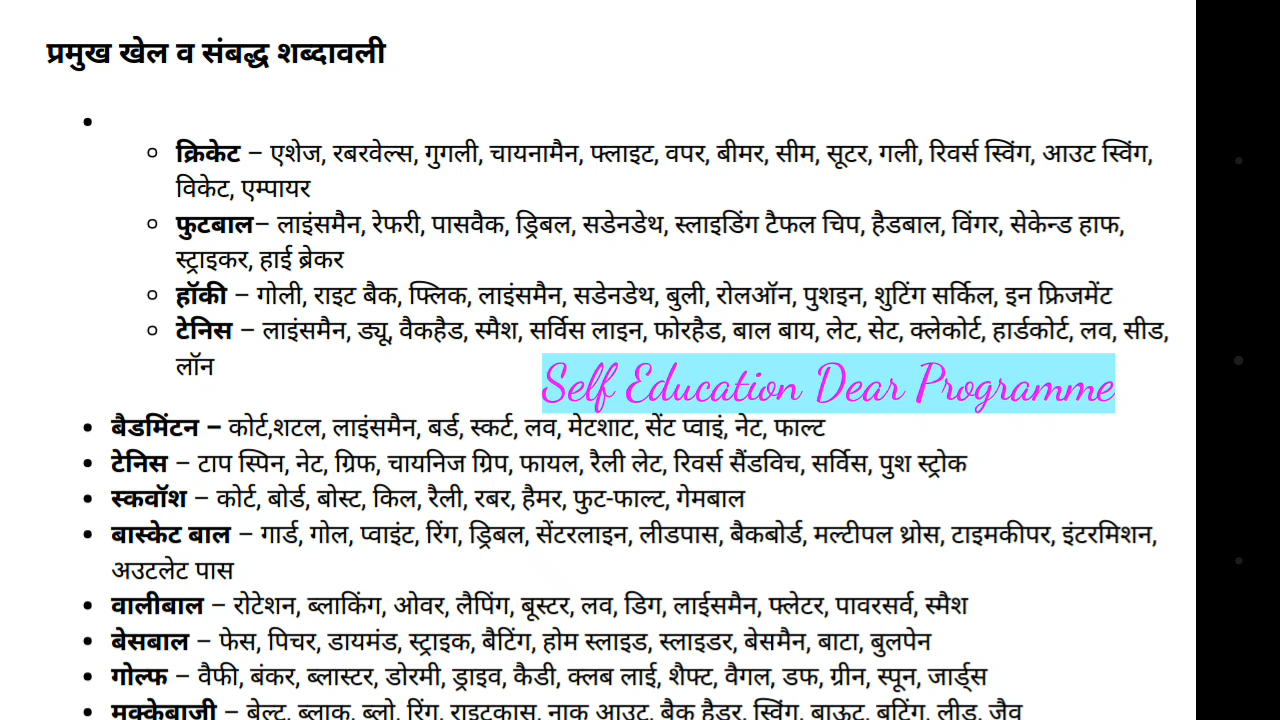 प्रमुख खेल व संबद्ध शब्दावली
क्रिकेट – एशेज, रबरवेल्स, गुगली, चायनामैन, फ्लाइट, वपर, बीमर, सीम, सूटर, गली, रिवर्स स्विंग, आउट स्विंग,
विकेट, एम्पायर
फुटबाल– लाइंसमैन, रेफरी, पासवैक, ड्रिबल, सडेनडेथ, स्लाइडिंग टैफल चिप, हैडबाल, विंगर, सेकेन्ड हाफ,
स्ट्राइकर, हाई ब्रेकर
हॉकी – गोली, राइट बैक, फ्लिक, लाइंसमैन, सडेनडेथ, बुली, रोलऑन, पुशइन, शुटिंग सर्किल, इन फ्रिजमेंट
टेनिस – लाइंसमैन, ड्यू, वैकहैड, स्मैश, सर्विस लाइन, फोरहैड, बाल बाय, लेट, सेट, क्लेकोर्ट, हार्डकोर्ट, लव, सीड,
लॉन
Self Education Dear Programme
बैडमिंटन – कोर्ट,शटल, लाइंसमैन, बर्ड, स्कर्ट, लव, मेटशाट, सेंट प्वाइं, नेट, फाल्ट
टेनिस – टाप स्पिन, नेट, ग्रिफ, चायनिज ग्रिप, फायल, रैली लेट, रिवर्स सैंडविच, सर्विस, पुश स्ट्रोक
स्कवॉश – कोर्ट, बोर्ड, बोस्ट, किल, रैली, रबर, हैमर, फुट-फाल्ट, गेमबाल
बास्केट बाल – गार्ड, गोल, प्वाइंट, रिंग, ड्रिबल, सेंटरलाइन, लीडपास, बैकबोर्ड, मल्टीपल थ्रोस, टाइमकीपर, इंटरमिशन,
अउटलेट पास
वालीबाल – रोटेशन, ब्लाकिंग, ओवर, लैपिंग, बूस्टर, लव, डिग, लाईसमैन, फ्लेटर, पावरसर्व, स्मैश
बेसबाल – फेस, पिचर, डायमंड, स्ट्राइक, बैटिंग, होम स्लाइड, स्लाइडर, बेसमैन, बाटा, बुलपेन
गोल्फ – वैफी, बंकर, ब्लास्टर, डोरमी, ड्राइव, कैडी, क्लब लाई, शैफ्ट, वैगल, डफ, ग्रीन, स्पून, जार्ड्स
मुक्केबाजी – बेल्ट, ब्लाक, ब्लो, रिंग, राइटकास, नाक आउट, बैक हैडर, स्विंग, बाऊट, बटिंग, लीड, जैव